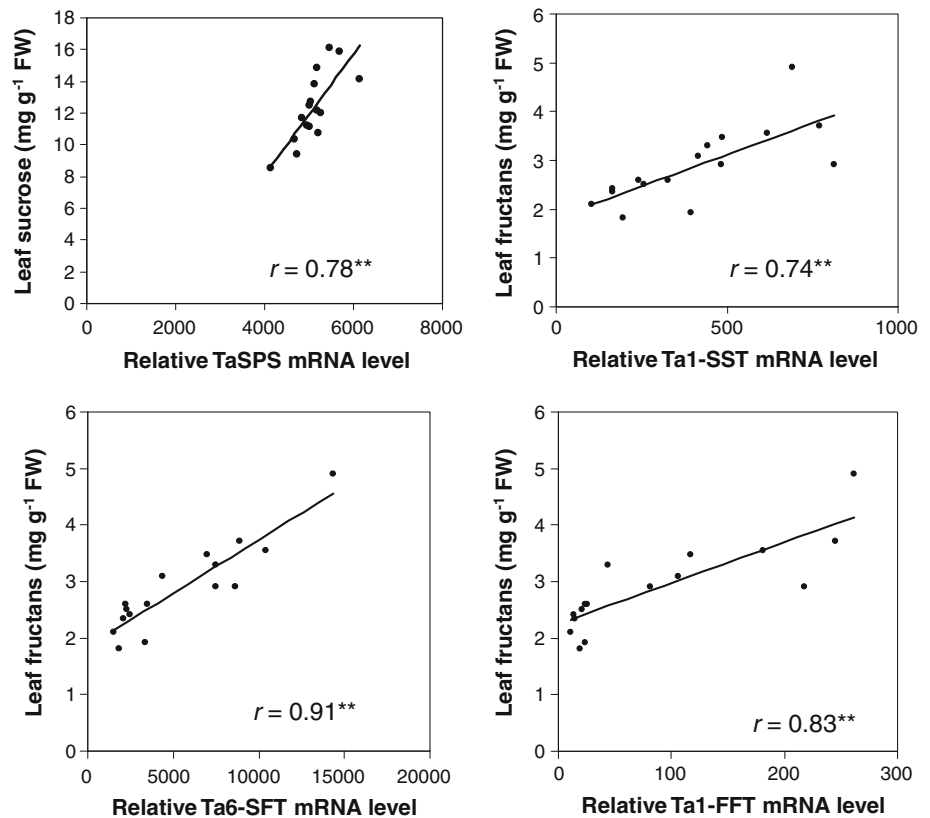 18
16
14
12
10
8
6
4
2
0
Leaf sucrose (mg g⁻¹ FW)
r = 0.78**
0 2000 4000 6000 8000
Relative TaSPS mRNA level
6
5
4
3
2
1
0
Leaf fructans (mg g⁻¹ FW)
r = 0.74**
0 500 1000
Relative Ta1-SST mRNA level
6
5
4
3
2
1
0
Leaf fructans (mg g⁻¹ FW)
r = 0.91**
0 5000 10000 15000 20000
Relative Ta6-SFT mRNA level
6
5
4
3
2
1
0
Leaf fructans (mg g⁻¹ FW)
r = 0.83**
0 100 200 300
Relative Ta1-FFT mRNA level